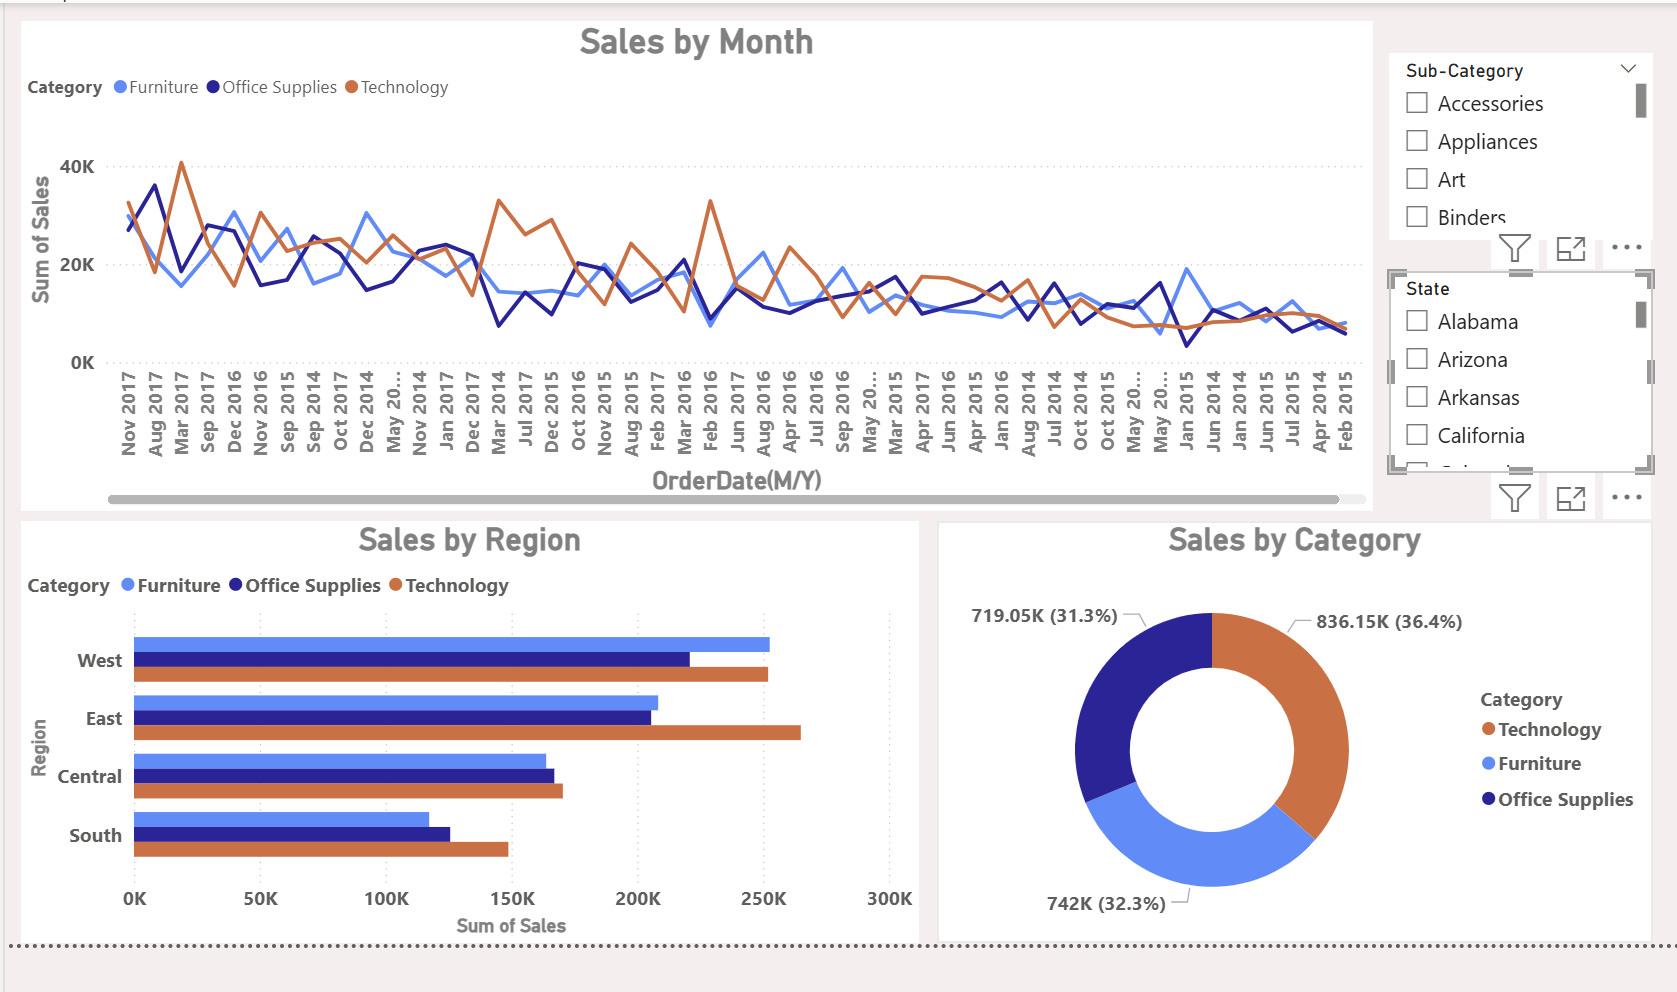 Sales by Month
Category Furniture Office Supplies Technology
40K
20K
0K
Sum of Sales
Nov 2017
Aug 2017
Mar 2017
Sep 2017
Dec 2016
Nov 2016
Sep 2015
Sep 2014
Oct 2017
Dec 2014
May 20...
Nov 2014
Jan 2017
Dec 2017
Mar 2014
Jul 2017
Dec 2015
Oct 2016
Nov 2015
Aug 2015
Feb 2017
Mar 2016
Feb 2016
Jun 2017
Aug 2016
Apr 2016
Jul 2016
Sep 2016
May 20...
Mar 2015
Apr 2017
Jun 2016
Apr 2015
Jan 2016
Aug 2014
Jul 2014
Oct 2014
Oct 2015
May 20...
May 20...
Jan 2015
Jun 2014
Jan 2014
Jun 2015
Jul 2015
Apr 2014
Feb 2015
OrderDate(M/Y)
Sub-Category
Accessories
Appliances
Art
Binders
State
Alabama
Arizona
Arkansas
California
Sales by Region
Category Furniture Office Supplies Technology
Region
West
East
Central
South
0K 50K 100K 150K 200K 250K 300K
Sum of Sales
Sales by Category
719.05K (31.3%)
836.15K (36.4%)
742K (32.3%)
Category
Technology
Furniture
Office Supplies